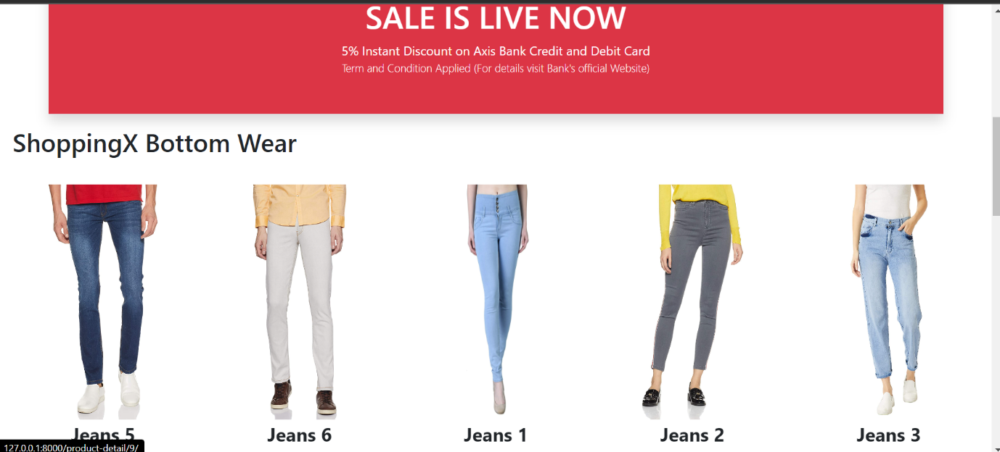 SALE IS LIVE NOW
5% Instant Discount on Axis Bank Credit and Debit Card
Term and Condition Applied (For details visit Bank's official Website)
ShoppingX Bottom Wear
Jeans 5 Jeans 6 Jeans 1 Jeans 2 Jeans 3
127.0.0.1:8000/product-detail/9/